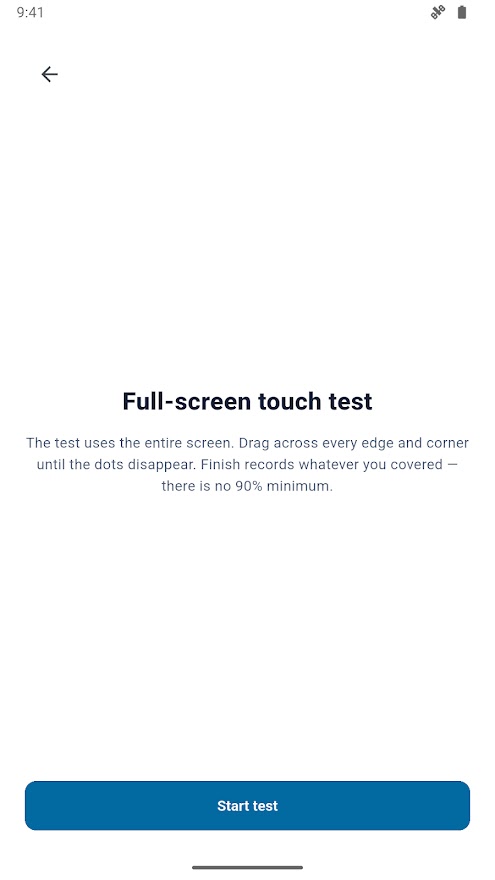 9:41
Full-screen touch test
The test uses the entire screen. Drag across every edge and corner
until the dots disappear. Finish records whatever you covered —
there is no 90% minimum.
Start test